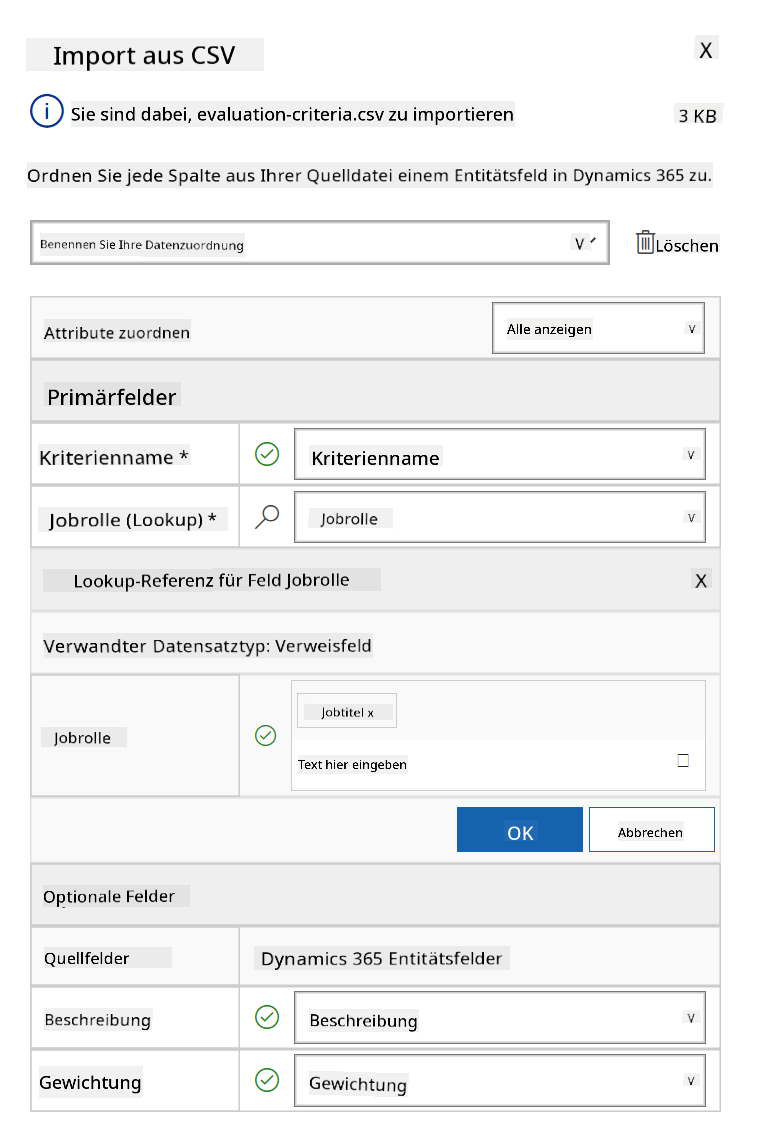 Import aus CSV
X
i Sie sind dabei, evaluation-criteria.csv zu importieren
3 KB
Ordnen Sie jede Spalte aus Ihrer Quelldatei einem Entitätsfeld in Dynamics 365 zu.
Benennen Sie Ihre Datenzuordnung
V
Löschen
Attribute zuordnen
Alle anzeigen
v
Primärfelder
Kriterienname *
Kriterienname
v
Jobrolle (Lookup) *
Jobrolle
v
Lookup-Referenz für Feld Jobrolle
X
Verwandter Datensatztyp: Verweisfeld
Jobrolle
Jobtitel x
Text hier eingeben
OK
Abbrechen
Optionale Felder
Quellfelder
Dynamics 365 Entitätsfelder
Beschreibung
Beschreibung
v
Gewichtung
Gewichtung
v